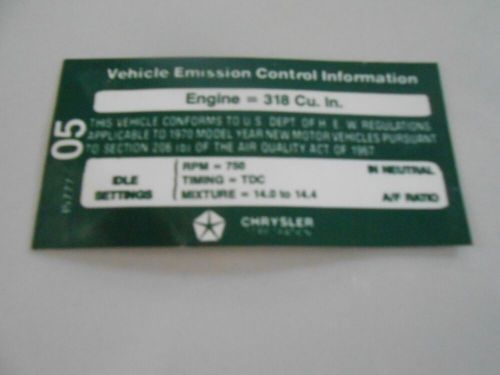 Vehicle Emission Control Information
Engine = 318 Cu. In.
THIS VEHICLE CONFORMS TO U.S. DEPT OF H. E. W. REGULATIONS
APPLICABLE TO 1970 MODEL YEAR NEW MOTOR VEHICLES PURSUANT
TO SECTION 206 OF THE AIR QUALITY ACT OF 1967
05
IDLE SETTINGS
RPM = 750 IN NEUTRAL
TIMING = TDC
MIXTURE = 14.0 to 14.4 A/F RATIO
CHRYSLER